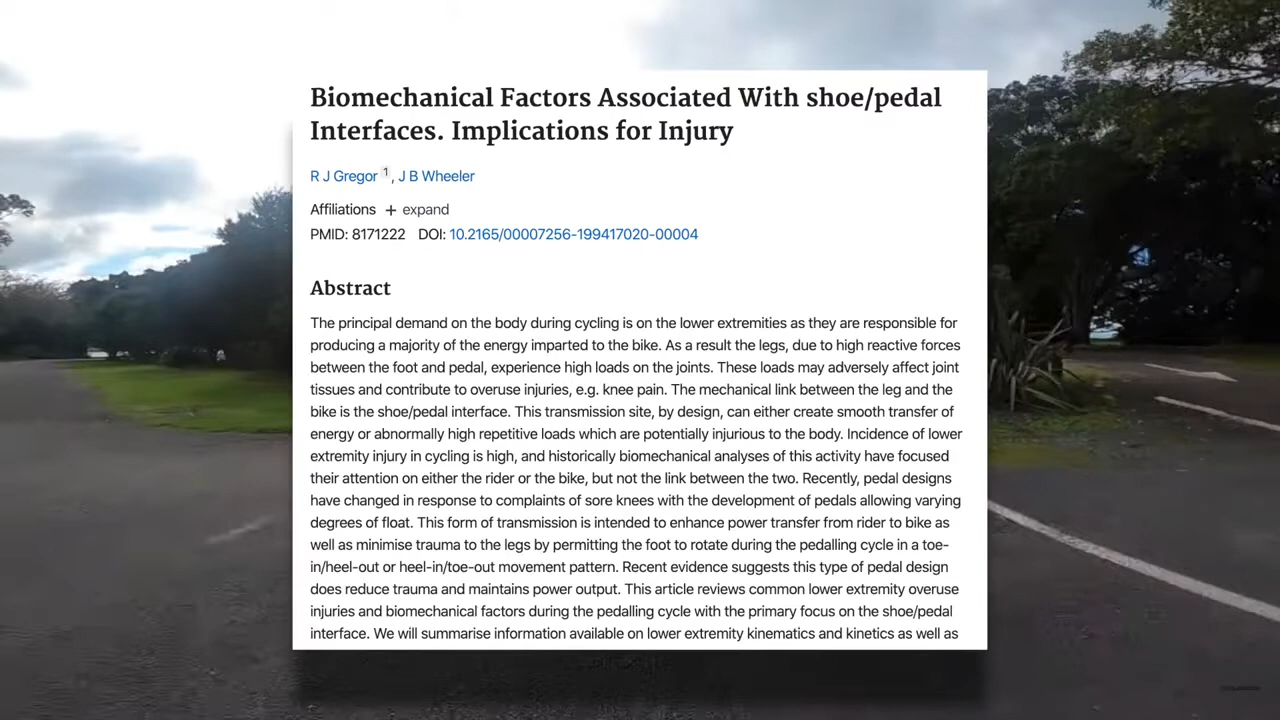 Biomechanical Factors Associated With shoe/pedal
Interfaces. Implications for Injury
R J Gregor 1, J B Wheeler
Affiliations + expand
PMID: 8171222 DOI: 10.2165/00007256-199417020-00004
Abstract
The principal demand on the body during cycling is on the lower extremities as they are responsible for
producing a majority of the energy imparted to the bike. As a result the legs, due to high reactive forces
between the foot and pedal, experience high loads on the joints. These loads may adversely affect joint
tissues and contribute to overuse injuries, e.g. knee pain. The mechanical link between the leg and the
bike is the shoe/pedal interface. This transmission site, by design, can either create smooth transfer of
energy or abnormally high repetitive loads which are potentially injurious to the body. Incidence of lower
extremity injury in cycling is high, and historically biomechanical analyses of this activity have focused
their attention on either the rider or the bike, but not the link between the two. Recently, pedal designs
have changed in response to complaints of sore knees with the development of pedals allowing varying
degrees of float. This form of transmission is intended to enhance power transfer from rider to bike as
well as minimise trauma to the legs by permitting the foot to rotate during the pedalling cycle in a toe-
in/heel-out or heel-in/toe-out movement pattern. Recent evidence suggests this type of pedal design
does reduce trauma and maintains power output. This article reviews common lower extremity overuse
injuries and biomechanical factors during the pedalling cycle with the primary focus on the shoe/pedal
interface. We will summarise information available on lower extremity kinematics and kinetics as well as